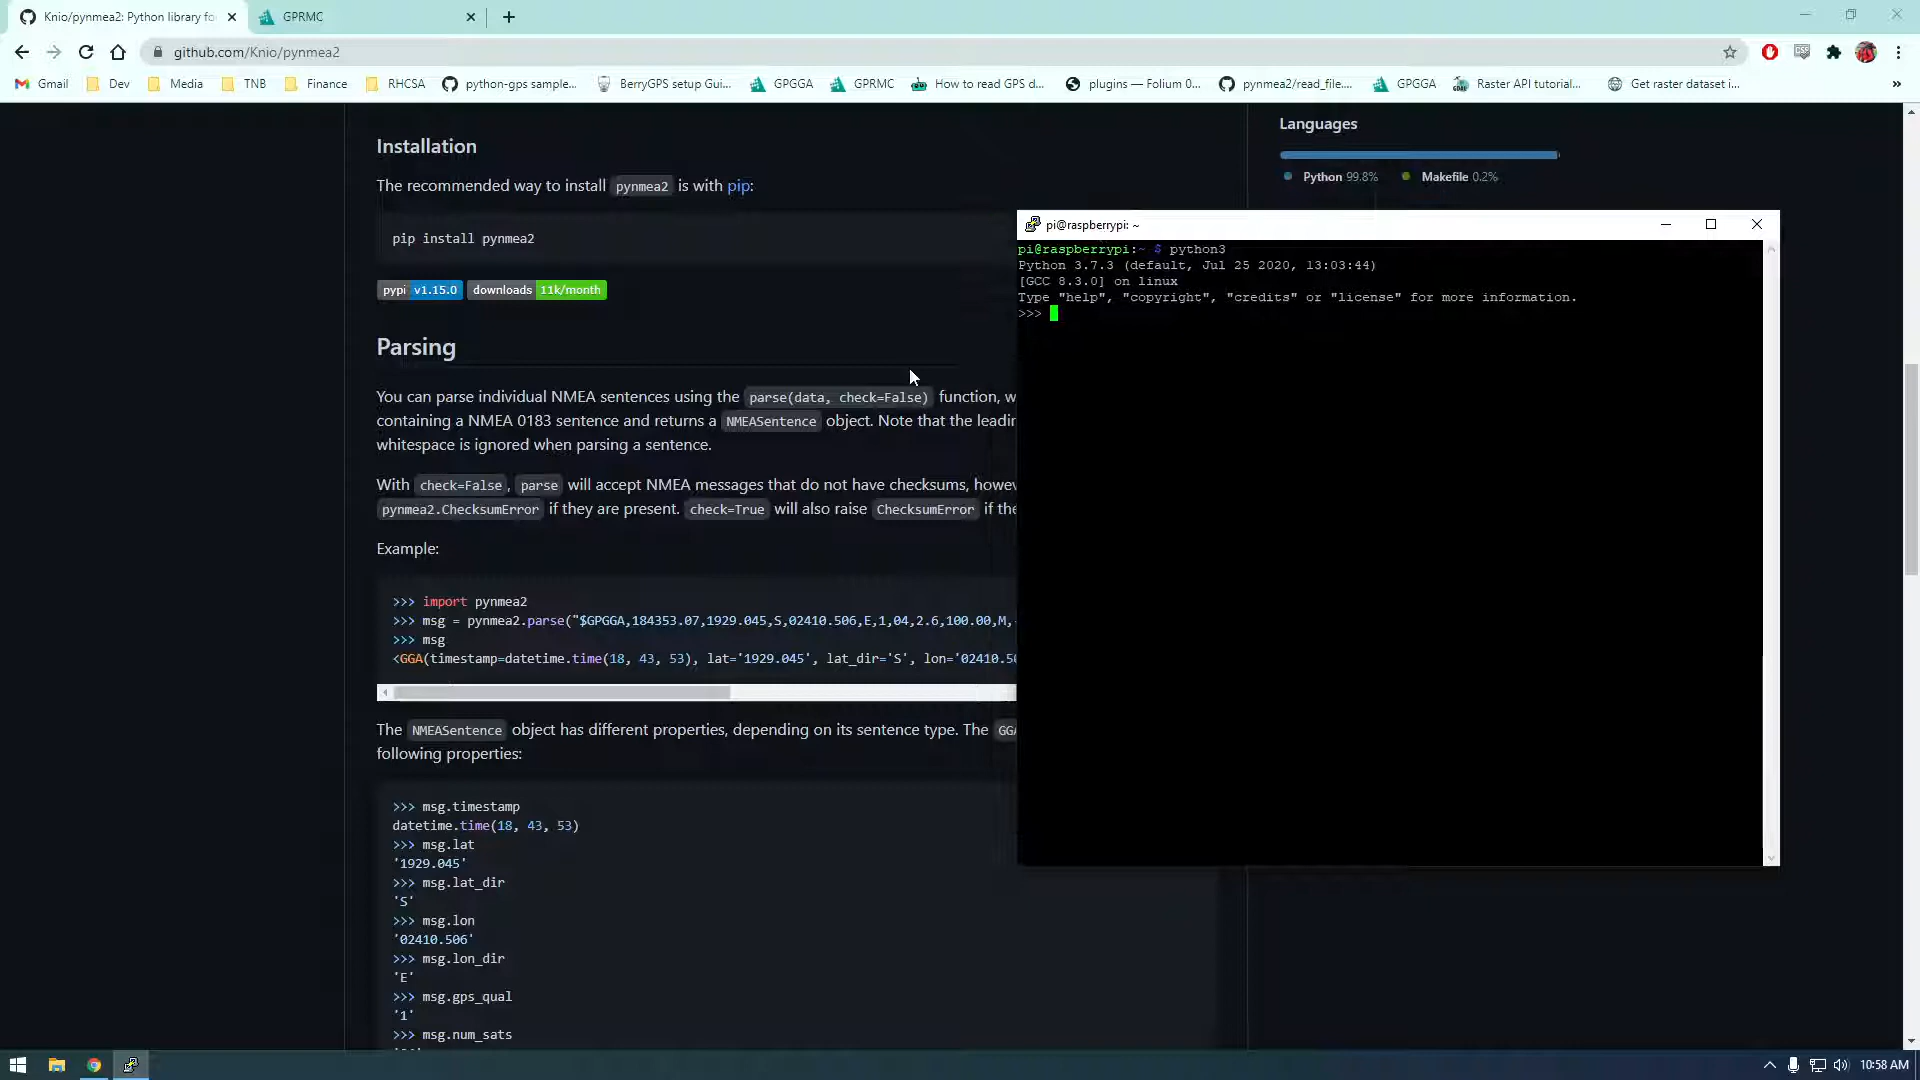 Knio/pynmea2: Python library fo
GPRMC
github.com/Knio/pynmea2
Gmail
Dev
Media
TNB
Finance
RHCSA
python-gps sample...
BerryGPS setup Gui...
GPGGA
GPRMC
How to read GPS d...
plugins — Folium 0...
pynmea2/read_file....
GPGGA
Raster API tutorial...
Get raster dataset i...
»
Installation
The recommended way to install pynmea2 is with pip:
pip install pynmea2
pypi v1.15.0 downloads 11k/month
Parsing
You can parse individual NMEA sentences using the parse(data, check=False) function, w
containing a NMEA 0183 sentence and returns a NMEASentence object. Note that the leadin
whitespace is ignored when parsing a sentence.
With check=False, parse will accept NMEA messages that do not have checksums, howev
pynmea2.ChecksumError if they are present. check=True will also raise ChecksumError if the
Example:
>>> import pynmea2
>>> msg = pynmea2.parse("$GPGGA,184353.07,1929.045,S,02410.506,E,1,04,2.6,100.00,M,-
>>> msg
<GGA(timestamp=datetime.time(18, 43, 53), lat='1929.045', lat_dir='S', lon='02410.50
The NMEASentence object has different properties, depending on its sentence type. The GGA
following properties:
>>> msg.timestamp
datetime.time(18, 43, 53)
>>> msg.lat
'1929.045'
>>> msg.lat_dir
'S'
>>> msg.lon
'02410.506'
>>> msg.lon_dir
'E'
>>> msg.gps_qual
'1'
>>> msg.num_sats
Languages
Python 99.8%
Makefile 0.2%
pi@raspberrypi: ~
pi@raspberrypi:~ $ python3
Python 3.7.3 (default, Jul 25 2020, 13:03:44)
[GCC 8.3.0] on linux
Type "help", "copyright", "credits" or "license" for more information.
>>>
10:58 AM